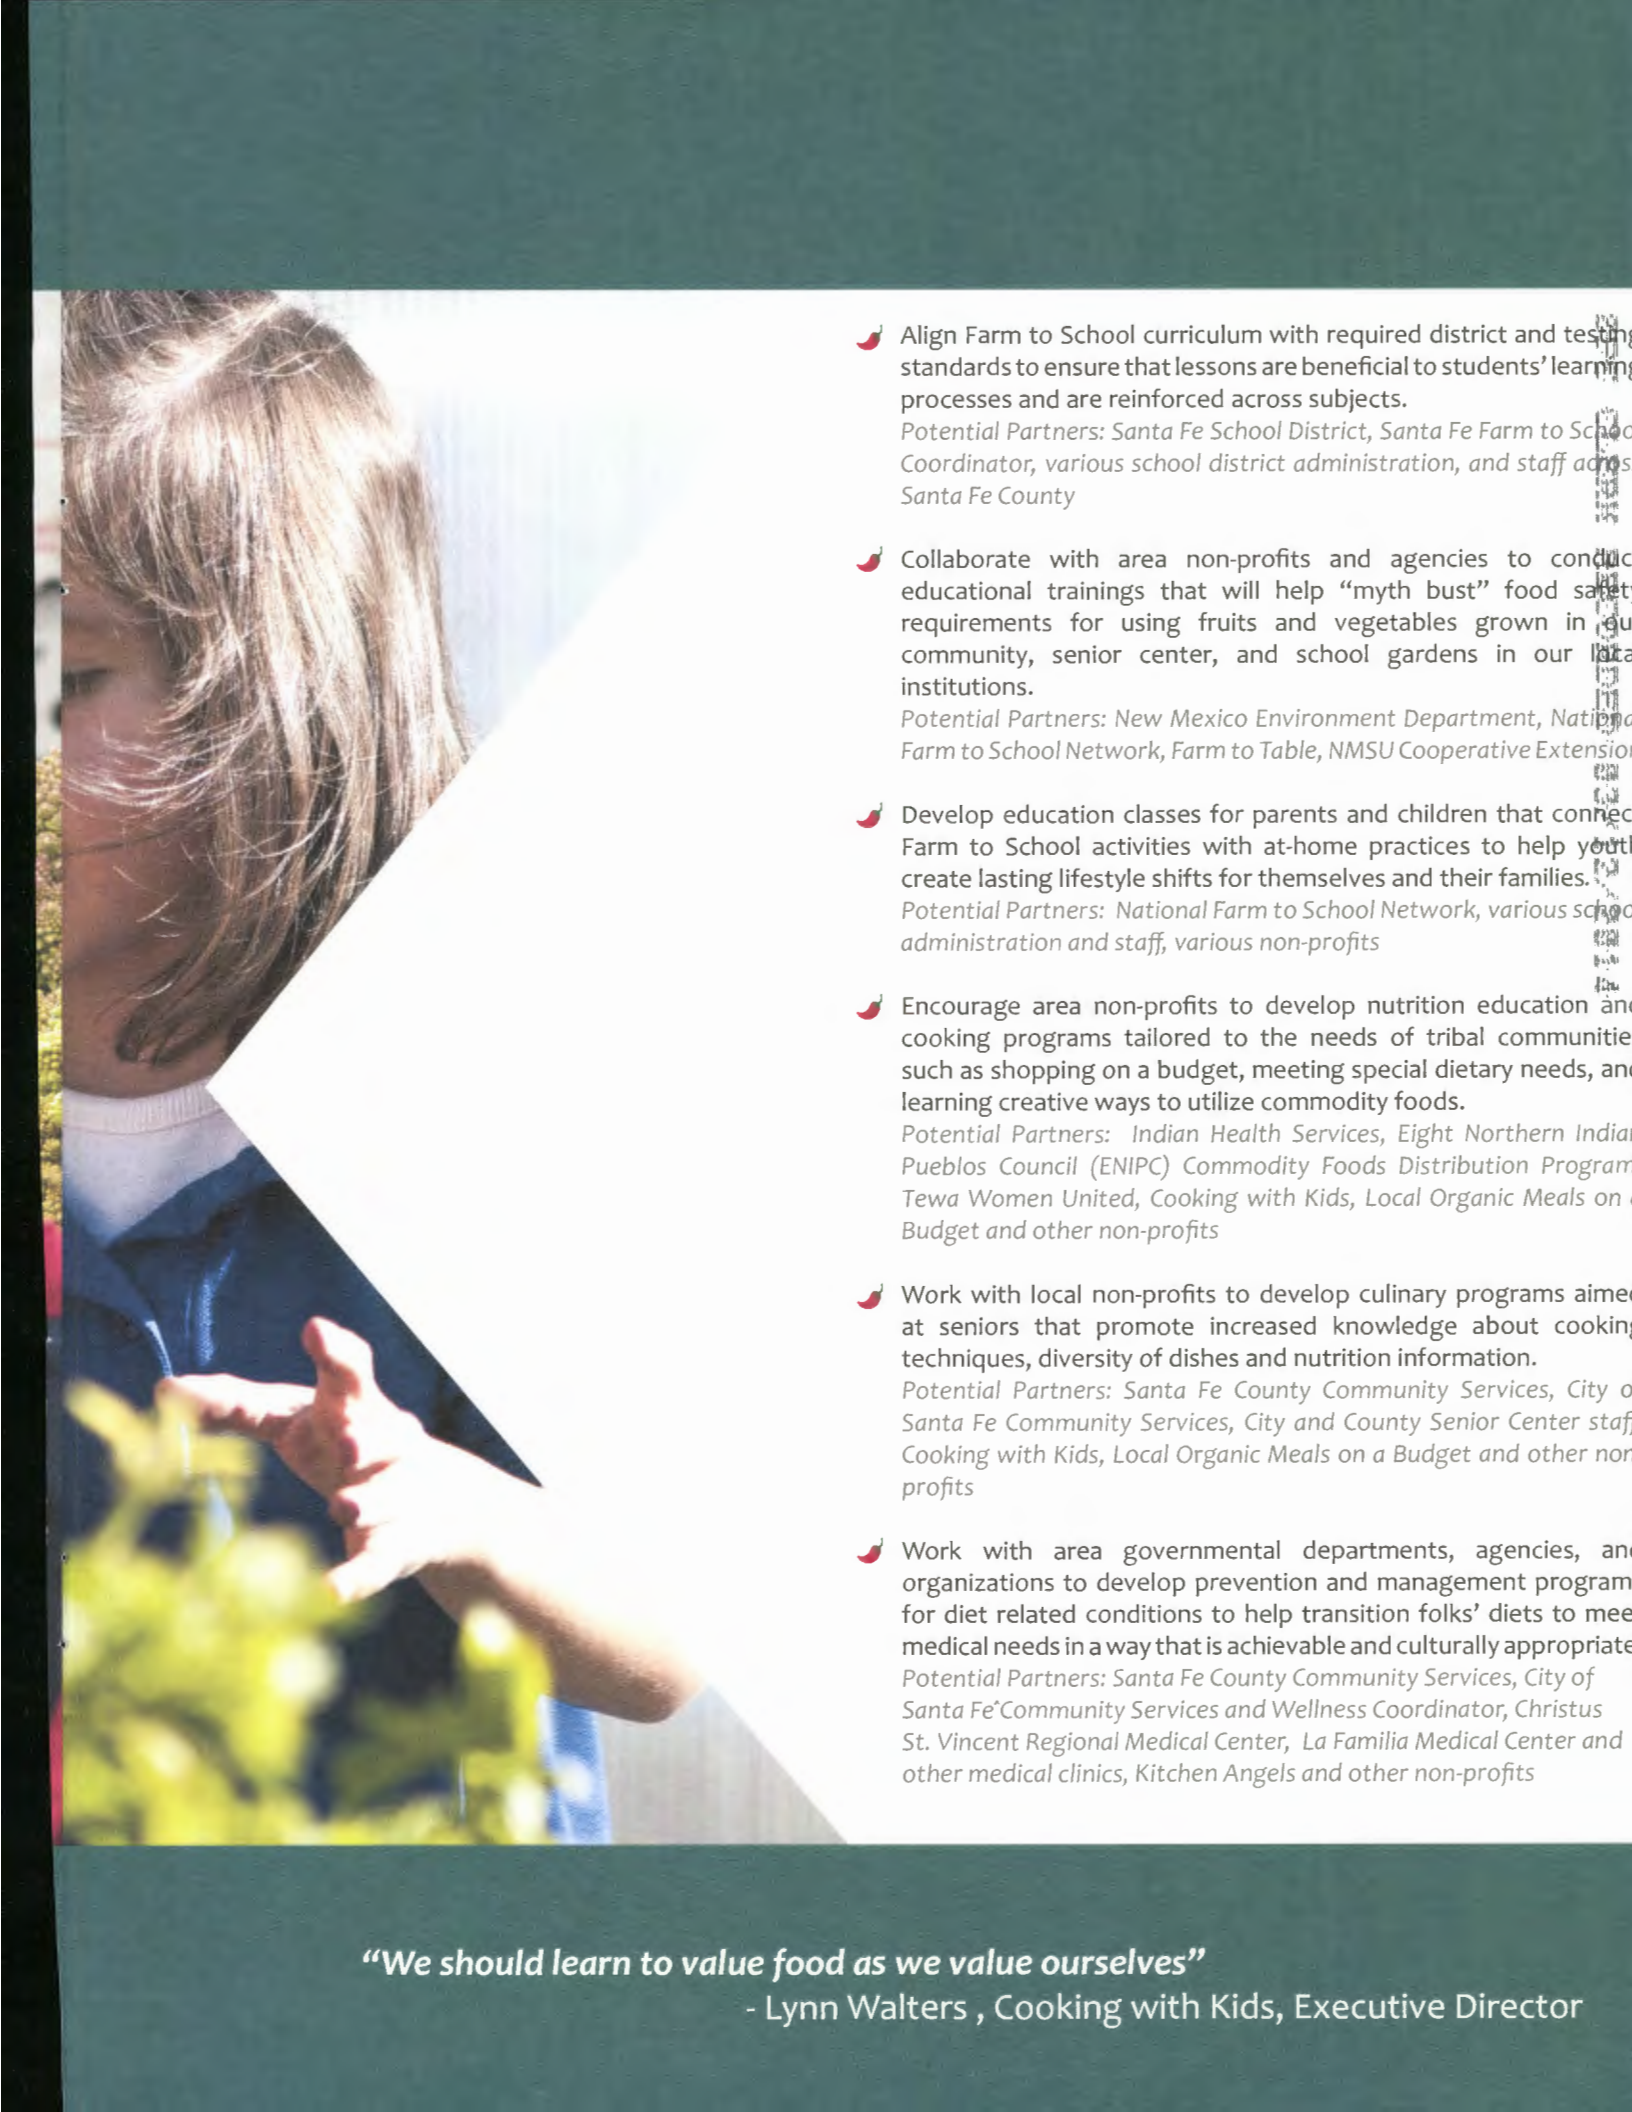 Align Farm to School curriculum with required district and testing
standards to ensure that lessons are beneficial to students' learning
processes and are reinforced across subjects.
Potential Partners: Santa Fe School District, Santa Fe Farm to Schoo
Coordinator, various school district administration, and staff acros
Santa Fe County
Collaborate with area non-profits and agencies to conduc
educational trainings that will help “myth bust” food safety
requirements for using fruits and vegetables grown in ou
community, senior center, and school gardens in our loca
institutions.
Potential Partners: New Mexico Environment Department, Nationa
Farm to School Network, Farm to Table, NMSU Cooperative Extension
Develop education classes for parents and children that connec
Farm to School activities with at-home practices to help youth
create lasting lifestyle shifts for themselves and their families.
Potential Partners: National Farm to School Network, various schoo
administration and staff, various non-profits
Encourage area non-profits to develop nutrition education and
cooking programs tailored to the needs of tribal communitie
such as shopping on a budget, meeting special dietary needs, and
learning creative ways to utilize commodity foods.
Potential Partners: Indian Health Services, Eight Northern Indian
Pueblos Council (ENIPC) Commodity Foods Distribution Program
Tewa Women United, Cooking with Kids, Local Organic Meals on a
Budget and other non-profits
Work with local non-profits to develop culinary programs aimed
at seniors that promote increased knowledge about cooking
techniques, diversity of dishes and nutrition information.
Potential Partners: Santa Fe County Community Services, City o
Santa Fe Community Services, City and County Senior Center staff
Cooking with Kids, Local Organic Meals on a Budget and other non
profits
Work with area governmental departments, agencies, and
organizations to develop prevention and management program
for diet related conditions to help transition folks' diets to mee
medical needs in a way that is achievable and culturally appropriate
Potential Partners: Santa Fe County Community Services, City of
Santa Fe Community Services and Wellness Coordinator, Christus
St. Vincent Regional Medical Center, La Familia Medical Center and
other medical clinics, Kitchen Angels and other non-profits
“We should learn to value food as we value ourselves”
- Lynn Walters , Cooking with Kids, Executive Director